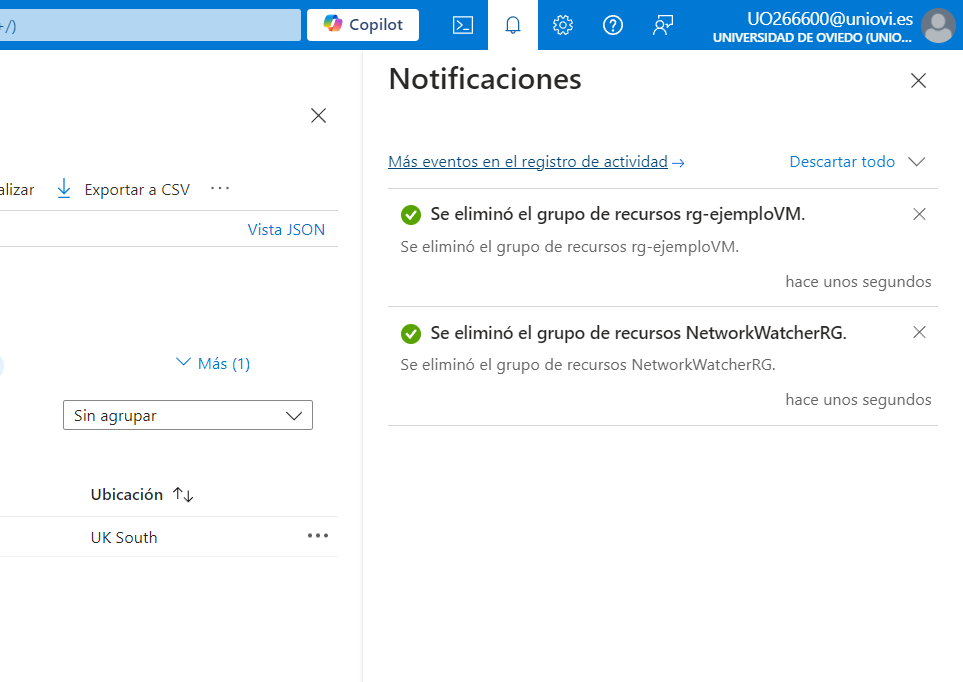 +/)
Copilot
UO266600@uniovi.es
UNIVERSIDAD DE OVIEDO (UNIO...
Notificaciones
Más eventos en el registro de actividad →
Descartar todo
alizar
Exportar a CSV
...
Vista JSON
Se eliminó el grupo de recursos rg-ejemploVM.
Se eliminó el grupo de recursos rg-ejemploVM.
hace unos segundos
Se eliminó el grupo de recursos NetworkWatcherRG.
Se eliminó el grupo de recursos NetworkWatcherRG.
hace unos segundos
Más (1)
Sin agrupar
Ubicación ↑↓
UK South
...